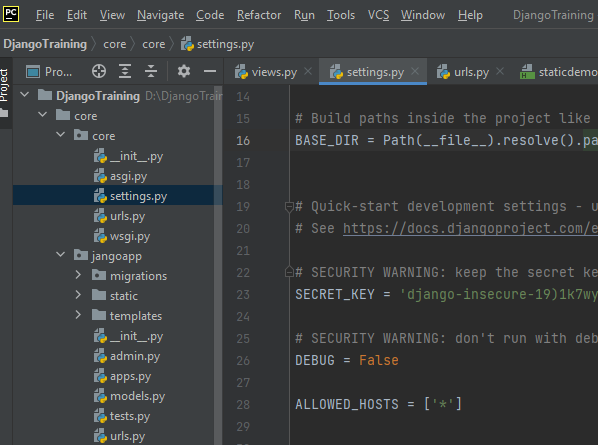 PC File Edit View Navigate Code Refactor Run Tools VCS Window Help DjangoTraining
DjangoTraining core core settings.py
Project
Pro... views.py settings.py urls.py staticdemo
DjangoTraining D:\DjangoTrain
core
core
__init__.py
asgi.py
settings.py
urls.py
wsgi.py
jangoapp
migrations
static
templates
__init__.py
admin.py
apps.py
models.py
tests.py
urls.py
14
15 # Build paths inside the project like
16 BASE_DIR = Path(__file__).resolve().pa
17
18
19 # Quick-start development settings - u
20 # See https://docs.djangoproject.com/e
21
22 # SECURITY WARNING: keep the secret ke
23 SECRET_KEY = 'django-insecure-19)1k7wy
24
25 # SECURITY WARNING: don't run with deb
26 DEBUG = False
27
28 ALLOWED_HOSTS = ['*']